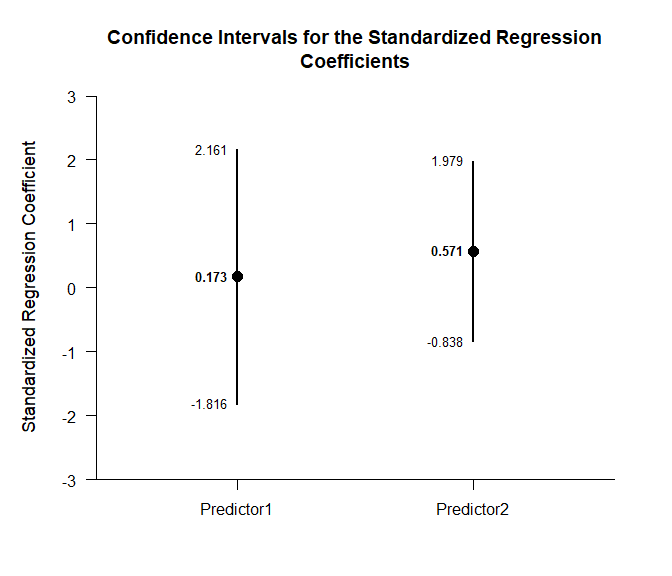 Confidence Intervals for the Standardized Regression
Coefficients
Standardized Regression Coefficient
3
2
1
0
-1
-2
-3
2.161
0.173
-1.816
1.979
0.571
-0.838
Predictor1
Predictor2